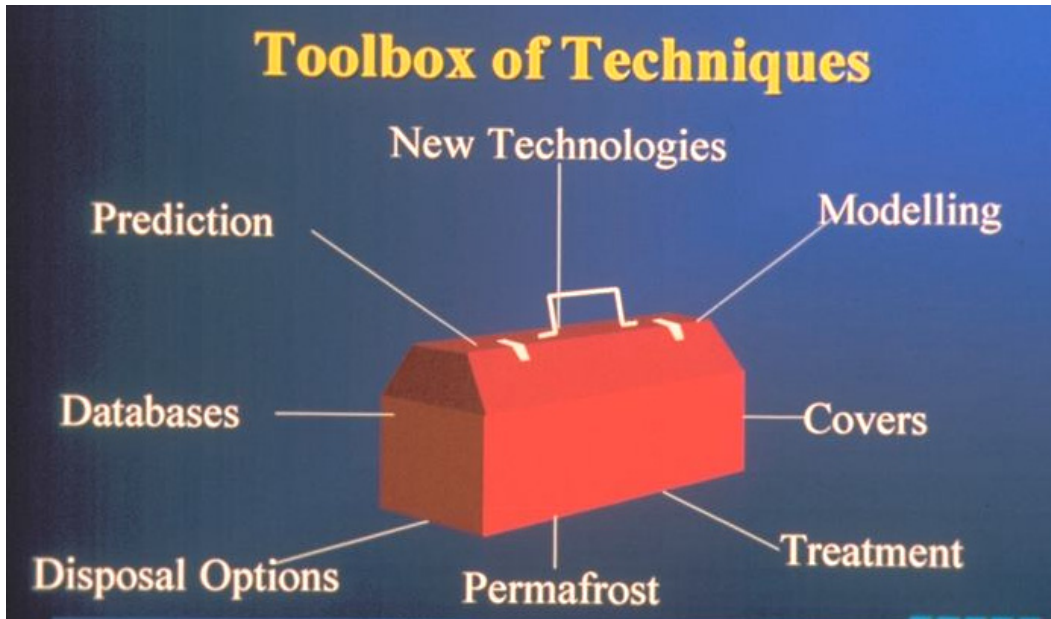 Toolbox of Techniques
New Technologies
Prediction
Modelling
Databases
Covers
Disposal Options
Permafrost
Treatment